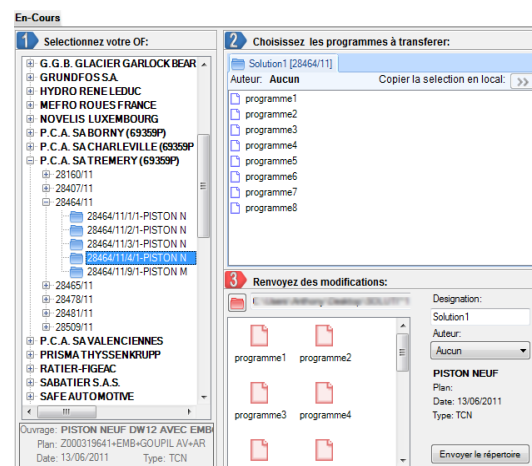 En-Cours
1 Selectionnez votre OF:
G.G.B. GLACIER GARLOCK BEAR
GRUNDFOS S.A.
HYDRO RENE LEDUC
MEFRO ROUES FRANCE
NOVELIS LUXEMBOURG
P.C.A. SA BORNY (69359P)
P.C.A. SA CHARLEVILLE (69359P
P.C.A. SA TREMERY (69359P)
28160/11
28407/11
28464/11
28464/11/1/1-PISTON N
28464/11/2/1-PISTON N
28464/11/3/1-PISTON N
28464/11/4/1-PISTON N
28464/11/9/1-PISTON M
28465/11
28478/11
28481/11
28509/11
P.C.A. SA VALENCIENNES
PRISMA THYSSENKRUPP
RATIER-FIGEAC
SABATIER S.A.S.
SAFE AUTOMOTIVE
Ouvrage: PISTON NEUF DW12 AVEC EMB
Plan: Z000319641+EMB+GOUPIL AV+AR
Date: 13/06/2011 Type: TCN
2 Choisissez les programmes à transferer:
Solution1 [28464/11]
Auteur: Aucun Copier la selection en local: >>
programme1
programme2
programme3
programme4
programme5
programme6
programme7
programme8
3 Renvoyez des modifications:
programme1 programme2
programme3 programme4
Designation:
Solution1
Auteur:
Aucun
PISTON NEUF
Plan:
Date: 13/06/2011
Type: TCN
Envoyer le répertoire